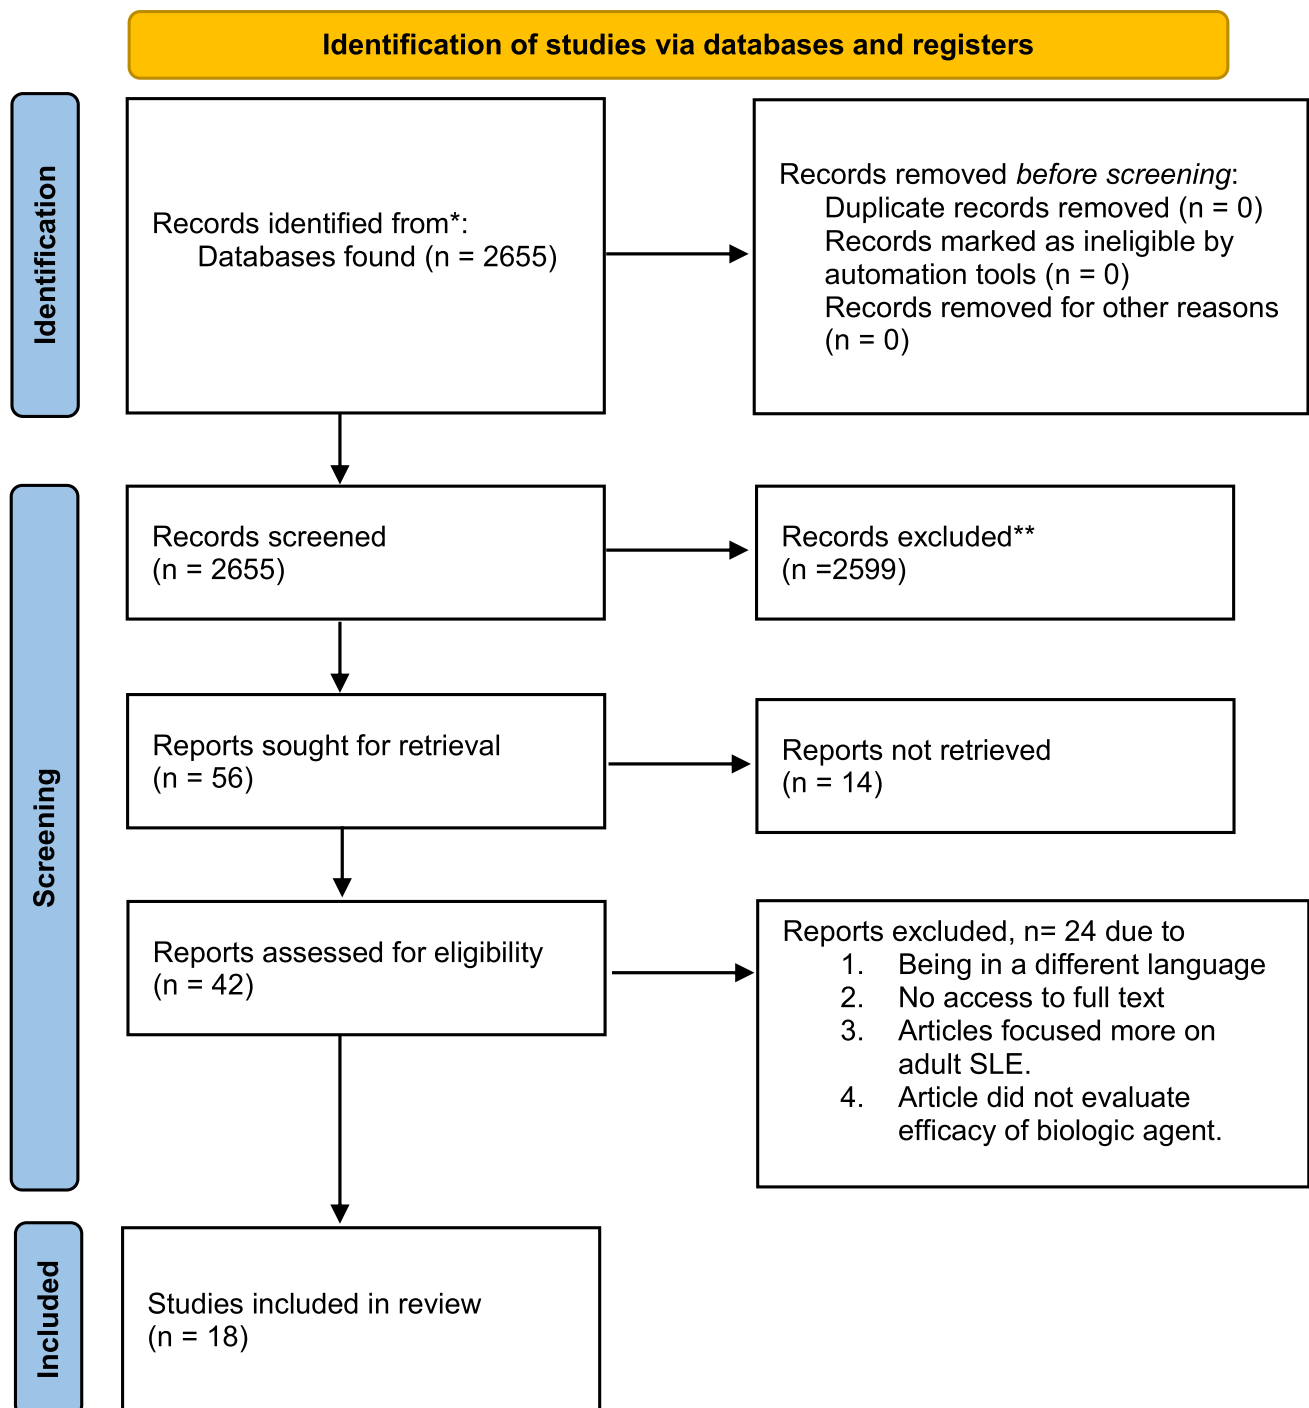 Identification of studies via databases and registers
Identification
Records identified from*:
Databases found (n = 2655)
Records removed before screening:
Duplicate records removed (n = 0)
Records marked as ineligible by
automation tools (n = 0)
Records removed for other reasons
(n = 0)
Screening
Records screened
(n = 2655)
Records excluded**
(n =2599)
Reports sought for retrieval
(n = 56)
Reports not retrieved
(n = 14)
Reports assessed for eligibility
(n = 42)
Reports excluded, n= 24 due to
1. Being in a different language
2. No access to full text
3. Articles focused more on
adult SLE.
4. Article did not evaluate
efficacy of biologic agent.
Included
Studies included in review
(n = 18)